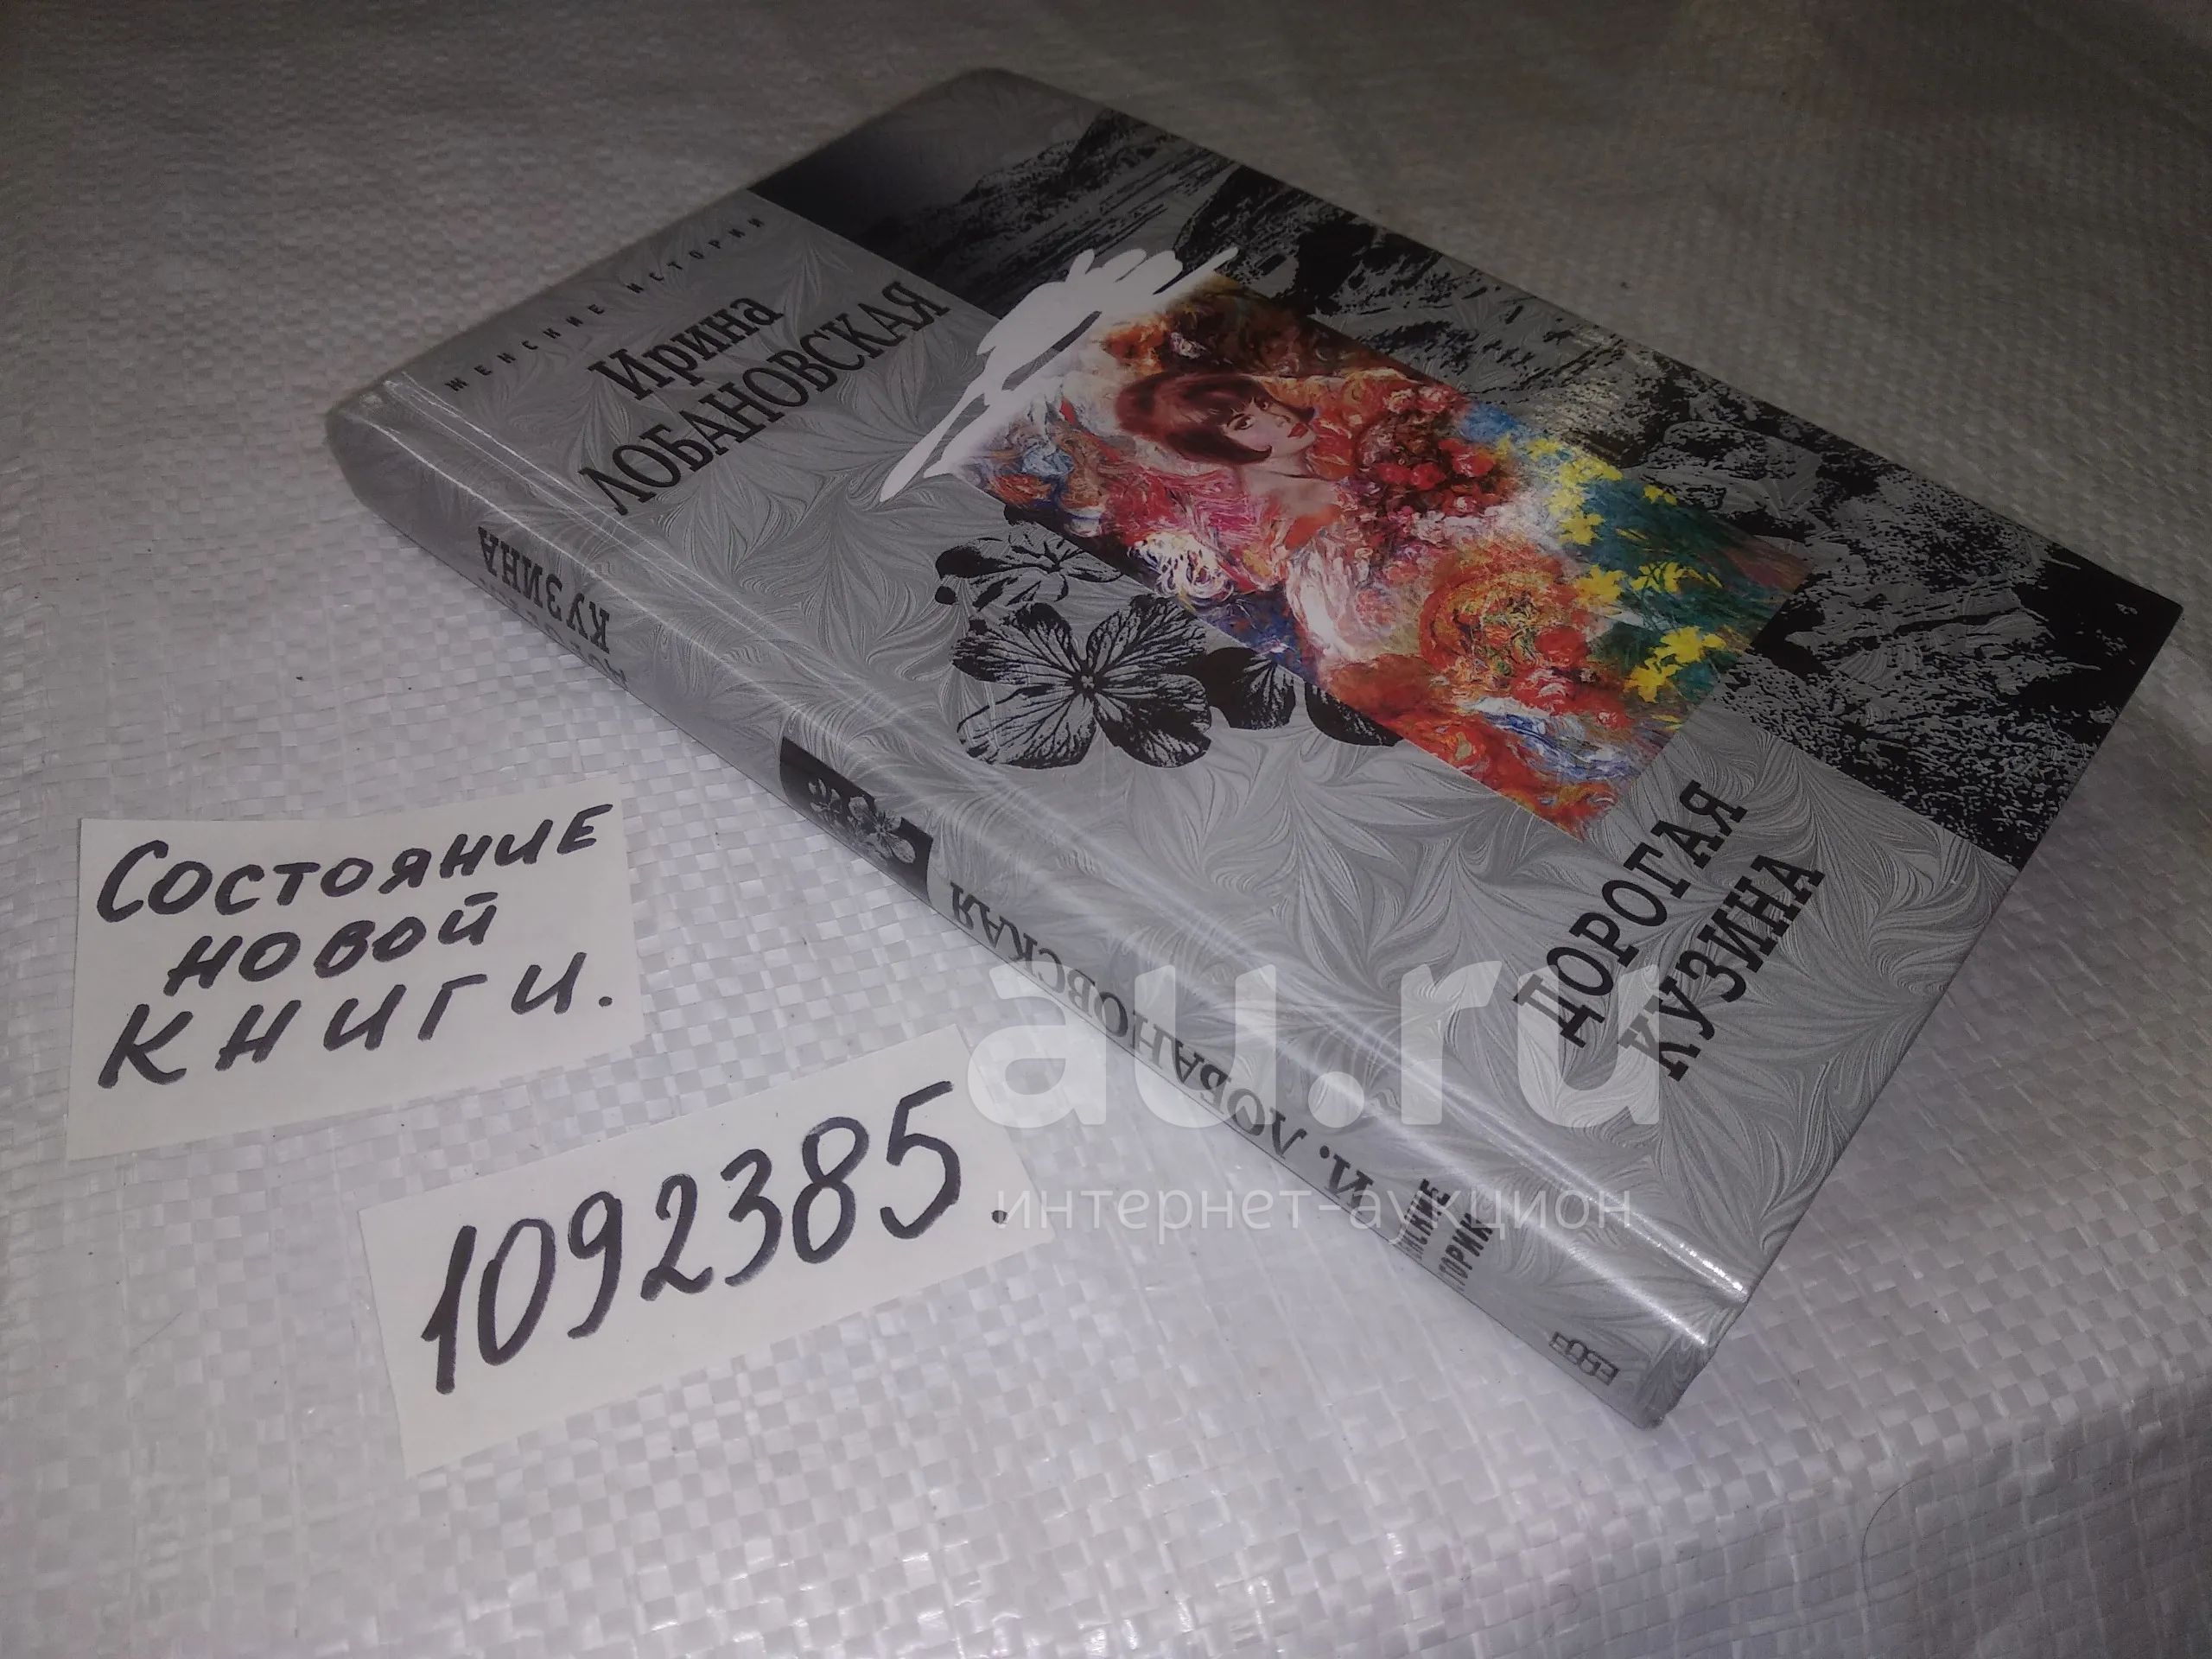 ЖЕНСКИЕ ИСТОРИИ
Ирина
ЛОБАНОВСКАЯ
ДОРОГАЯ
КУЗИНА
КУЗИНА
И. ЛОБАНОВСКАЯ
Состояние
новой
книги.
1092385.
au.ru
интернет-аукцион